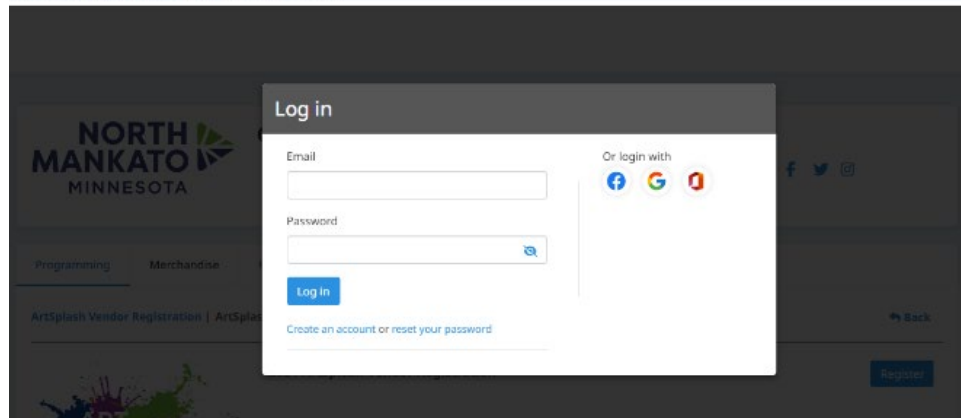 Log in
NORTH
MANKATO
MINNESOTA
Email
Or login with
Password
Log in
Create an account or reset your password
Programming Merchandise
ArtSplash Vendor Registration | ArtSplas
Back
Register